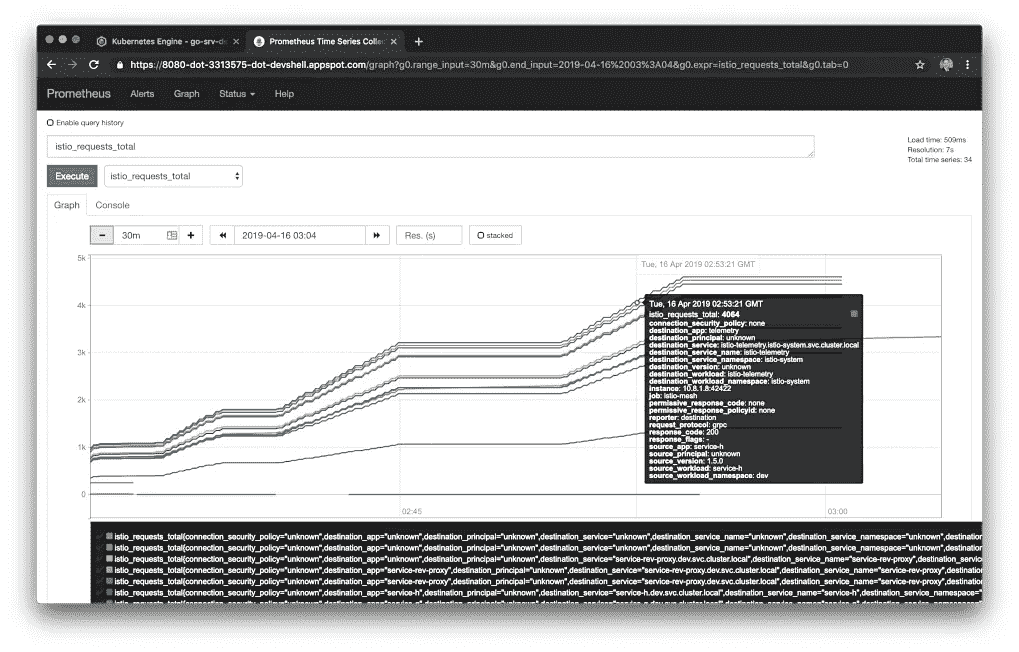 Kubernetes Engine - go-srv-de
Prometheus Time Series Collec
https://8080-dot-3313575-dot-devshell.appspot.com/graph?g0.range_input=30m&g0.end_input=2019-04-16%2003%3A04&g0.expr=istio_requests_total&g0.tab=0
Prometheus Alerts Graph Status Help
Enable query history
istio_requests_total
Load time: 509ms
Resolution: 7s
Total time series: 34
Execute istio_requests_total
Graph Console
30m 2019-04-16 03:04 Res. (s) stacked
5k
Tue, 16 Apr 2019 02:53:21 GMT
4k
3k
2k
1k
0
Tue, 16 Apr 2019 02:53:21 GMT
istio_requests_total: 4064
connection_security_policy: none
destination_app: telemetry
destination_principal: unknown
destination_service: istio-telemetry.istio-system.svc.cluster.local
destination_service_name: istio-telemetry
destination_service_namespace: istio-system
destination_version: unknown
destination_workload: istio-telemetry
destination_workload_namespace: istio-system
instance: 10.8.1.8:42422
job: istio-mesh
permissive_response_code: none
permissive_response_policyid: none
reporter: destination
request_protocol: grpc
response_code: 200
response_flags: -
source_app: service-h
source_principal: unknown
source_version: 1.5.0
source_workload: service-h
source_workload_namespace: dev
02:45 03:00
istio_requests_total{connection_security_policy="unknown",destination_app="unknown",destination_principal="unknown",destination_service="unknown",destination_service_name="unknown",destination_service_namespace="unknown",destination
istio_requests_total{connection_security_policy="unknown",destination_app="unknown",destination_principal="unknown",destination_service="unknown",destination_service_name="unknown",destination_service_namespace="unknown",destination
istio_requests_total{connection_security_policy="unknown",destination_app="unknown",destination_principal="unknown",destination_service="service-rev-proxy.dev.svc.cluster.local",destination_service_name="service-rev-proxy",destination
istio_requests_total{connection_security_policy="unknown",destination_app="unknown",destination_principal="unknown",destination_service="service-rev-proxy.dev.svc.cluster.local",destination_service_name="service-rev-proxy",destination
istio_requests_total{connection_security_policy="unknown",destination_app="service-rev-proxy",destination_principal="unknown",destination_service="service-rev-proxy.dev.svc.cluster.local",destination_service_name="service-rev-proxy
istio_requests_total{connection_security_policy="unknown",destination_app="service-h",destination_principal="unknown",destination_service="service-h.dev.svc.cluster.local",destination_service_name="service-h",destination_service_namespace="